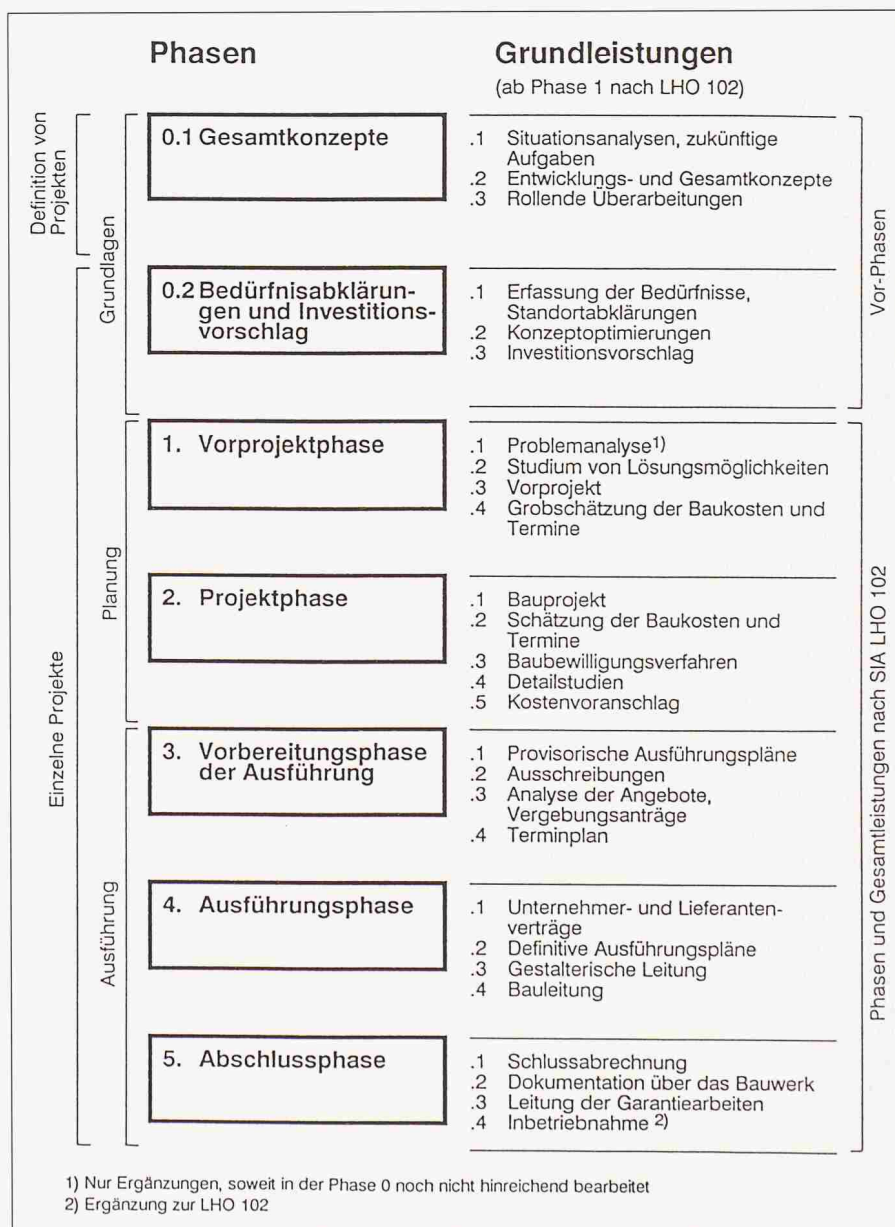 Phasen
Grundleistungen
(ab Phase 1 nach LHO 102)
Definition von
Projekten
Einzelne Projekte
Grundlagen
Planung
Ausführung
0.1 Gesamtkonzepte
.1 Situationsanalysen, zukünftige
Aufgaben
.2 Entwicklungs- und Gesamtkonzepte
.3 Rollende Überarbeitungen
0.2 Bedürfnisabklärun-
gen und Investitions-
vorschlag
.1 Erfassung der Bedürfnisse,
Standortabklärungen
.2 Konzeptoptimierungen
.3 Investitionsvorschlag
1. Vorprojektphase
.1 Problemanalyse1)
.2 Studium von Lösungsmöglichkeiten
.3 Vorprojekt
.4 Grobschätzung der Baukosten und
Termine
2. Projektphase
.1 Bauprojekt
.2 Schätzung der Baukosten und
Termine
.3 Baubewilligungsverfahren
.4 Detailstudien
.5 Kostenvoranschlag
3. Vorbereitungsphase
der Ausführung
.1 Provisorische Ausführungspläne
.2 Ausschreibungen
.3 Analyse der Angebote,
Vergebungsanträge
.4 Terminplan
4. Ausführungsphase
.1 Unternehmer- und Lieferanten-
verträge
.2 Definitive Ausführungspläne
.3 Gestalterische Leitung
.4 Bauleitung
5. Abschlussphase
.1 Schlussabrechnung
.2 Dokumentation über das Bauwerk
.3 Leitung der Garantiearbeiten
.4 Inbetriebnahme 2)
Vor-Phasen
Phasen und Gesamtleistungen nach SIA LHO 102
1) Nur Ergänzungen, soweit in der Phase 0 noch nicht hinreichend bearbeitet
2) Ergänzung zur LHO 102